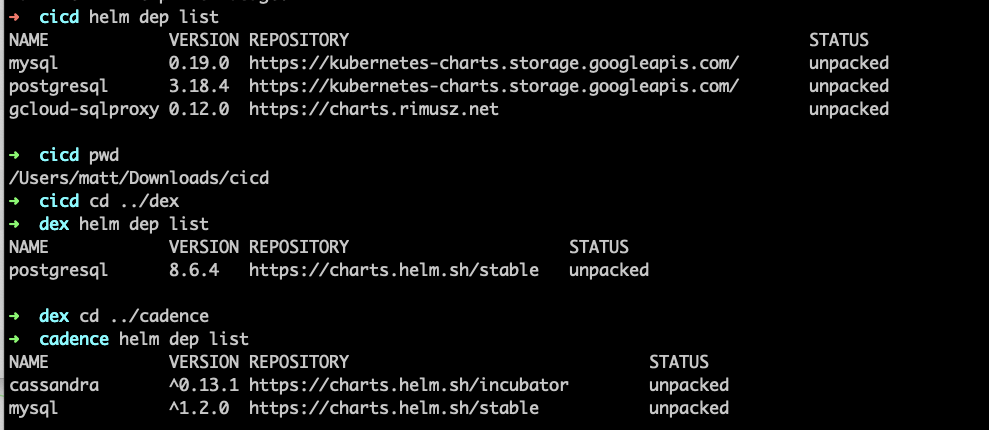 ➜ cicd helm dep list
NAME VERSION REPOSITORY STATUS
mysql 0.19.0 https://kubernetes-charts.storage.googleapis.com/ unpacked
postgresql 3.18.4 https://kubernetes-charts.storage.googleapis.com/ unpacked
gcloud-sqlproxy 0.12.0 https://charts.rimusz.net unpacked
➜ cicd pwd
/Users/matt/Downloads/cicd
➜ cicd cd ../dex
➜ dex helm dep list
NAME VERSION REPOSITORY STATUS
postgresql 8.6.4 https://charts.helm.sh/stable unpacked
➜ dex cd ../cadence
➜ cadence helm dep list
NAME VERSION REPOSITORY STATUS
cassandra ^0.13.1 https://charts.helm.sh/incubator unpacked
mysql ^1.2.0 https://charts.helm.sh/stable unpacked